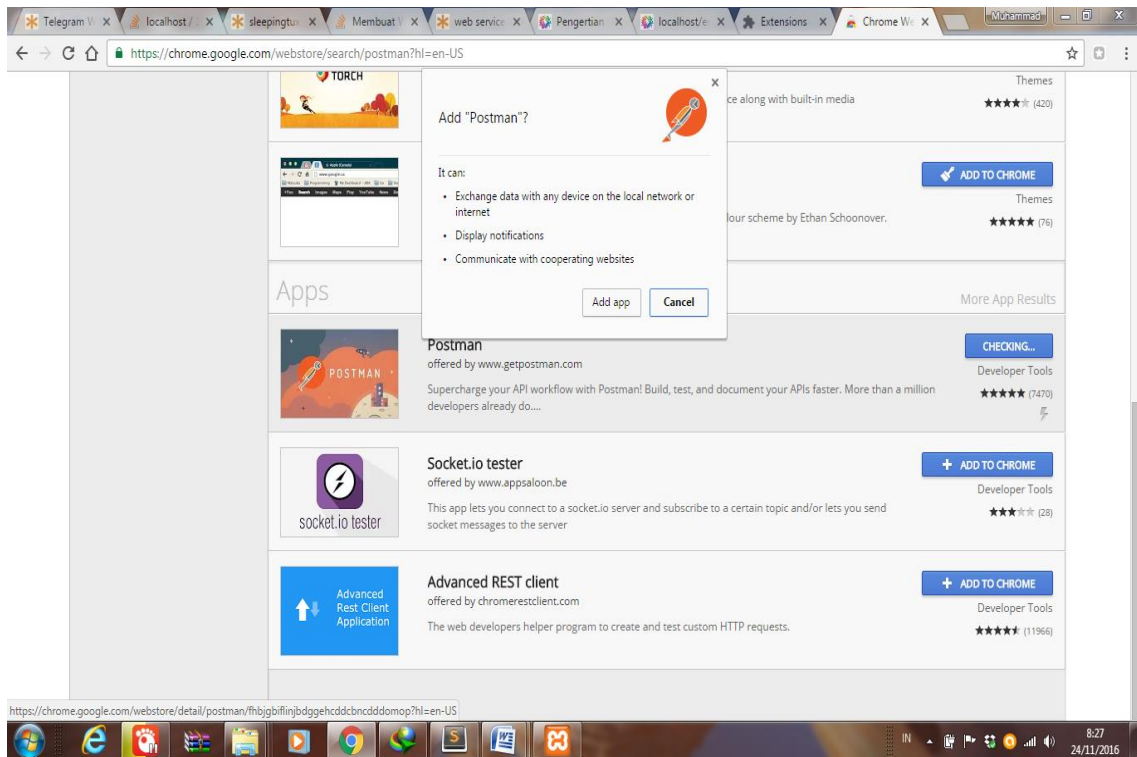 Telegram W
localhost /
sleepingtu
Membuat
web service
Pengertian
localhost/e
Extensions
Chrome We
Muhammad
https://chrome.google.com/webstore/search/postman?hl=en-US
TORCH
ce along with built-in media
Themes
(420)
Add "Postman"?
It can:
• Exchange data with any device on the local network or
internet
• Display notifications
• Communicate with cooperating websites
Add app
Cancel
ADD TO CHROME
Themes
lour scheme by Ethan Schoonover.
(76)
Apps
More App Results
POSTMAN
Postman
offered by www.getpostman.com
Supercharge your API workflow with Postman! Build, test, and document your APIs faster. More than a million
developers already do....
CHECKING...
Developer Tools
(7470)
socket.io tester
Socket.io tester
offered by www.appsaloon.be
This app lets you connect to a socket.io server and subscribe to a certain topic and/or lets you send
socket messages to the server
ADD TO CHROME
Developer Tools
(28)
Advanced
Rest Client
Application
Advanced REST client
offered by chromerestclient.com
The web developers helper program to create and test custom HTTP requests.
ADD TO CHROME
Developer Tools
(11966)
https://chrome.google.com/webstore/detail/postman/fhbjgbiflinjbdggehcddcbncdddomop?hl=en-US
IN
8:27
24/11/2016